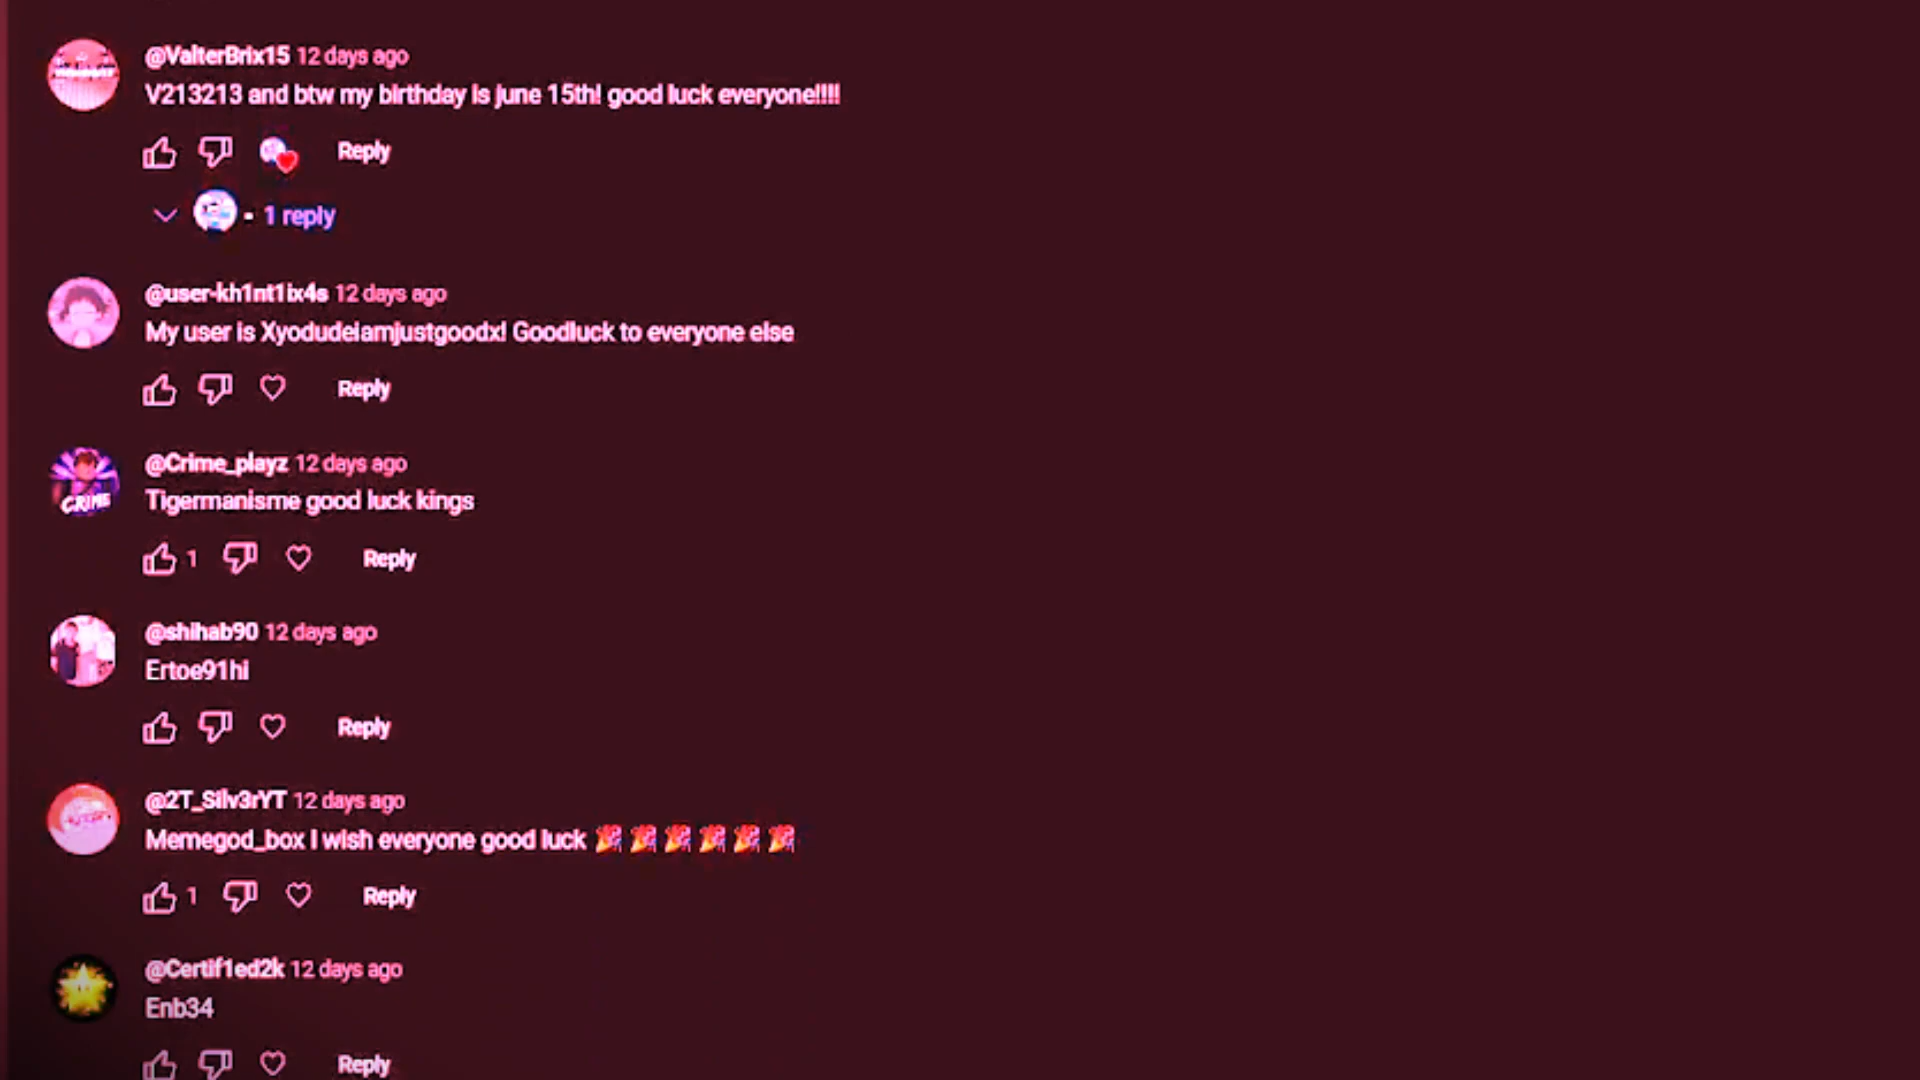 @ValterBrix15 12 days ago
V213213 and btw my birthday is june 15th! good luck everyone!!!!
Reply
1 reply
@user-kh1nt1ix4s 12 days ago
My user is Xyodudeiamjustgoodx! Goodluck to everyone else
Reply
@Crime_playz 12 days ago
CRIME
Tigermanisme good luck kings
1 Reply
@shihab90 12 days ago
Ertoe91hi
Reply
@2T_Silv3rYT 12 days ago
Memegod_box I wish everyone good luck 🎉🎉🎉🎉🎉🎉
1 Reply
@Certif1ed2k 12 days ago
Enb34
Reply